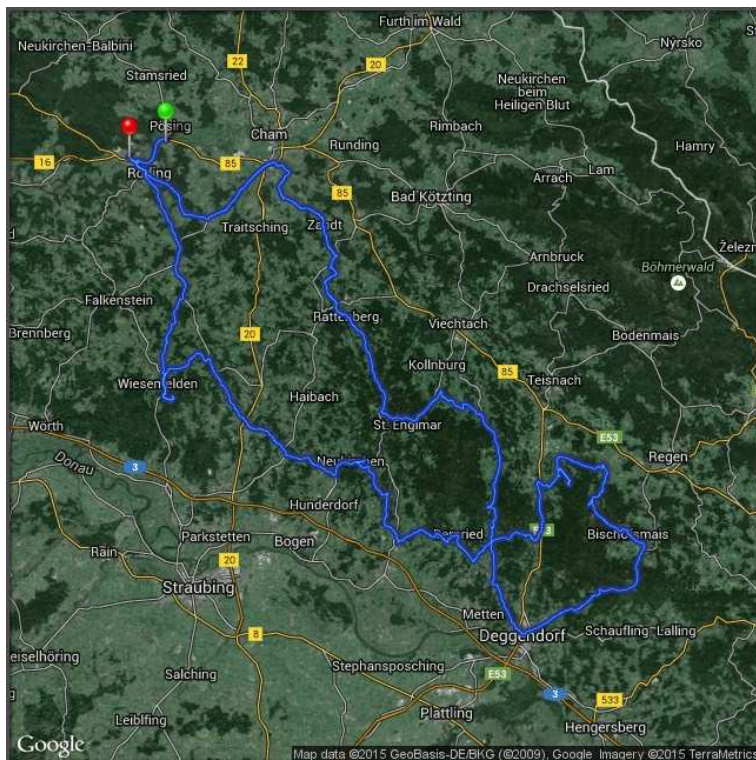 Furth im Wald
Neukirchen-Balbini
Nýrsko
Stamsried
22
20
Neukirchen
beim
Heiligen Blut
Pösing
Cham
Runding
Rimbach
Hamry
16
Roding
85
Arrach
Lam
85
Bad Kötzting
Traitsching
Zandt
Arnbruck
Böhmerwald
Drachselsried
Falkenstein
Rattenberg
Brennberg
20
Viechtach
Bodenmais
Kollnburg
85
Teisnach
Wiesenfelden
Haibach
St. Englmar
Wörth
E53
Regen
Donau
3
Neukirchen
Hunderdorf
Parkstetten
Bogen
Bernried
E53
Bischofsmais
Rain
20
Straubing
Metten
8
Deggendorf
Schaufling
Lalling
Stephansposching
Salching
E53
3
533
Plattling
Leiblfing
Hengersberg
Google
Map data ©2015 GeoBasis-DE/BKG (©2009), Google Imagery ©2015 TerraMetrics